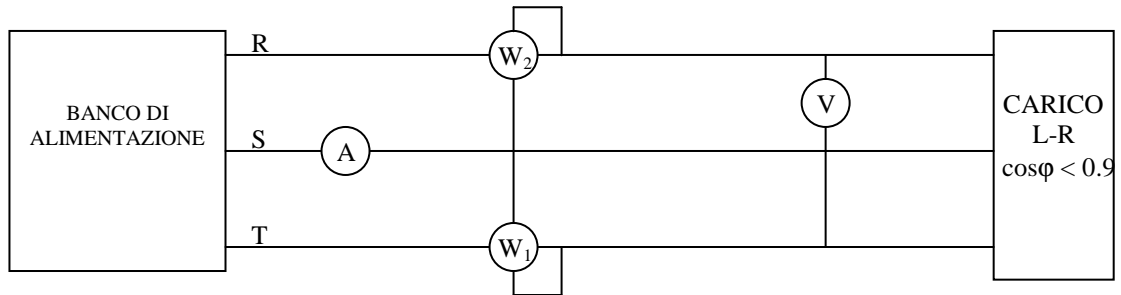 R
W₂
BANCO DI
ALIMENTAZIONE
V
CARICO
L-R
cosφ < 0.9
S
A
T
W₁